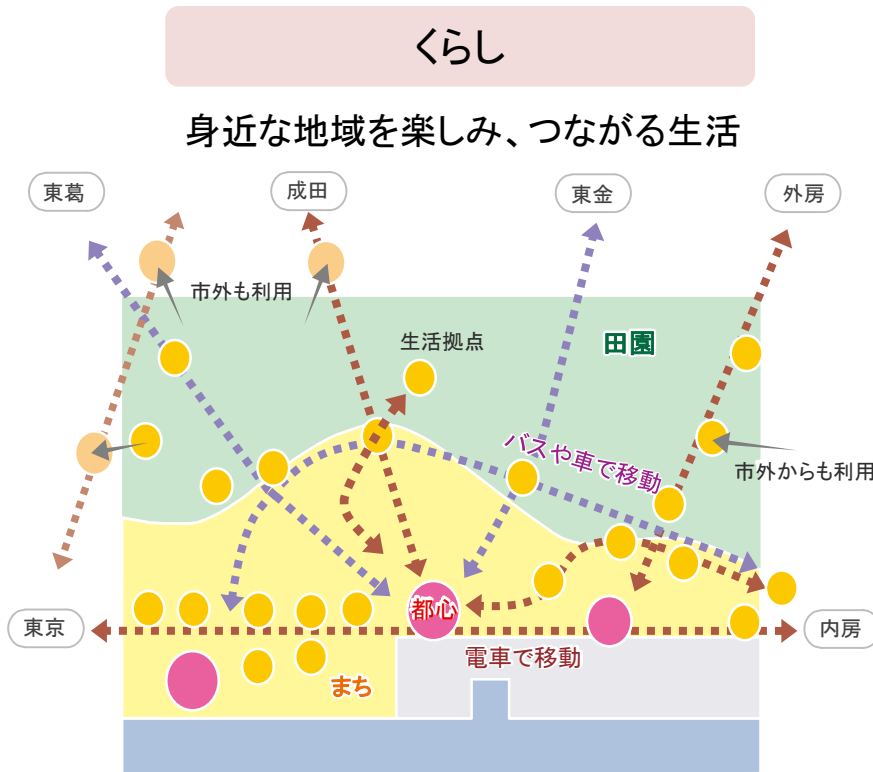 くらし
身近な地域を楽しみ、つながる生活
東葛
成田
東金
外房
市外も利用
生活拠点
田園
バスや車で移動
市外からも利用
都心
東京
内房
電車で移動
まち